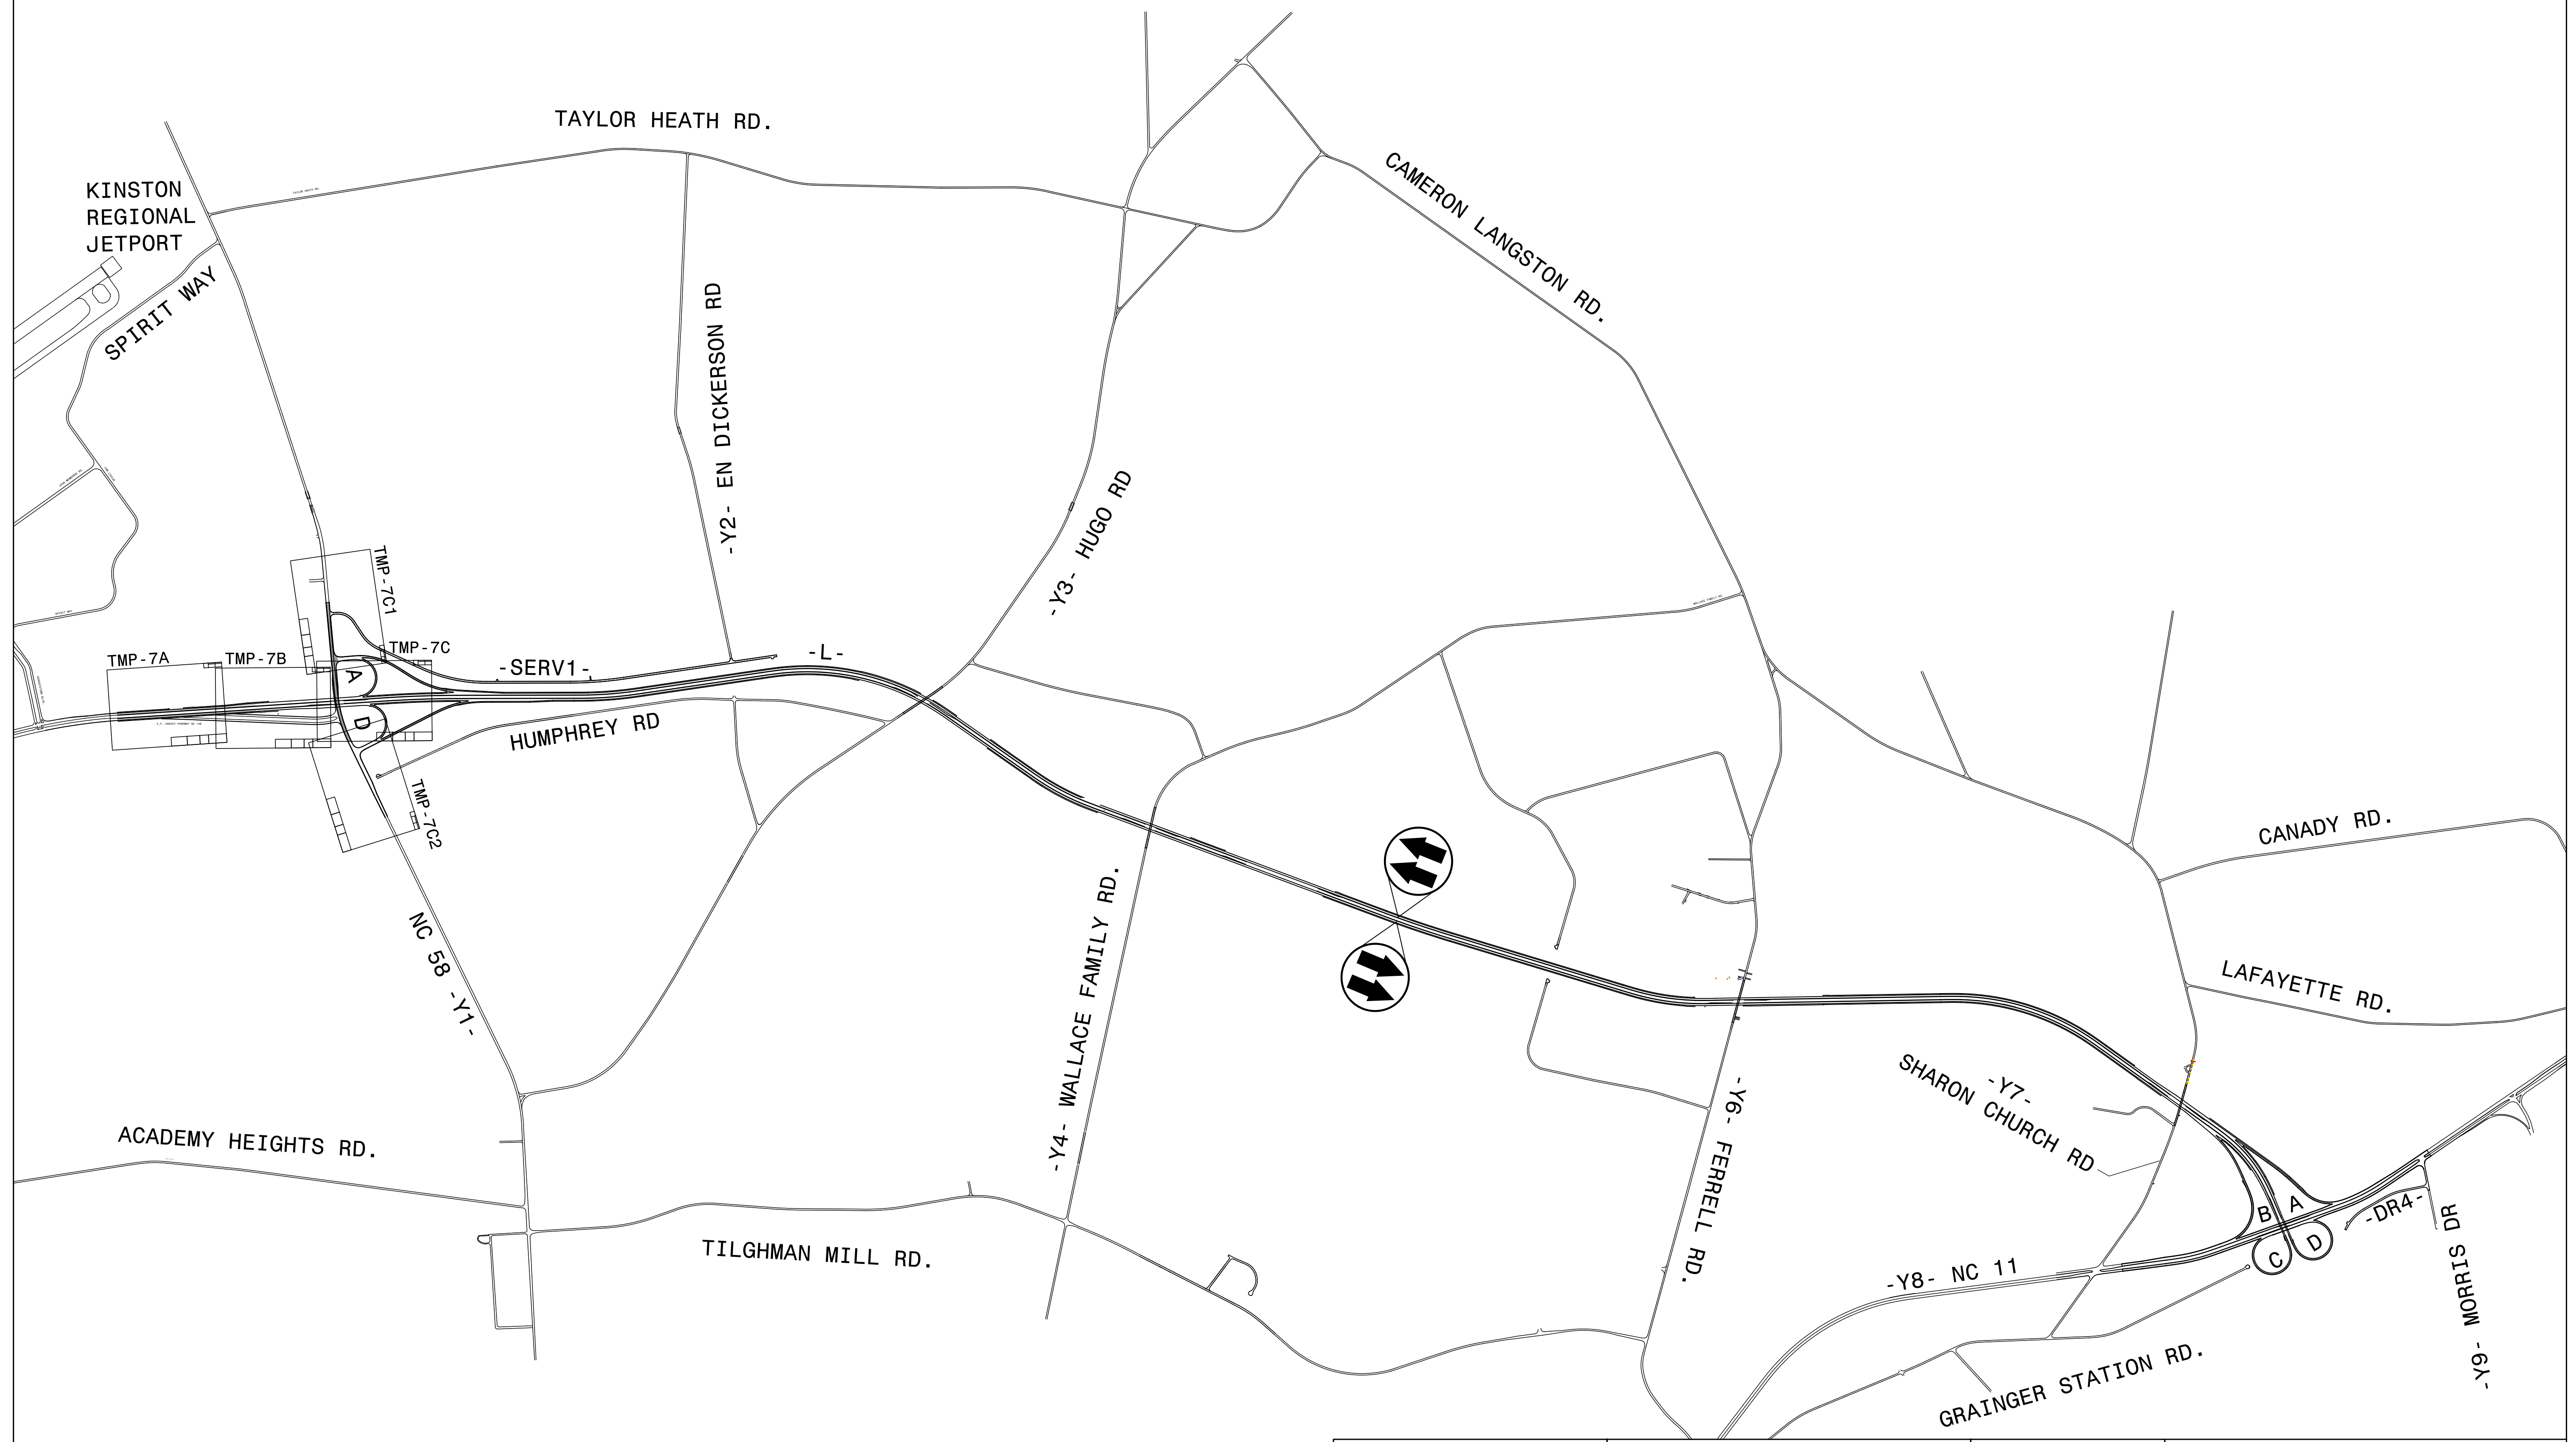 TAYLOR HEATH RD.
KINSTON
REGIONAL
JETPORT
SPIRIT WAY
CAMERON LANGSTON RD.
-Y2- EN DICKERSON RD
-Y3- HUGO RD
TMP-7C1
TMP-7A
TMP-7B
TMP-7C
A
D
-SERV1-
-L-
HUMPHREY RD
TMP-7C2
NC 58 -Y1-
-Y4- WALLACE FAMILY RD.
CANADY RD.
LAFAYETTE RD.
-Y7-
SHARON CHURCH RD
-Y6- FERRELL RD.
ACADEMY HEIGHTS RD.
TILGHMAN MILL RD.
B
A
C
D
-DR4-
-Y8- NC 11
-Y9- MORRIS DR
GRAINGER STATION RD.